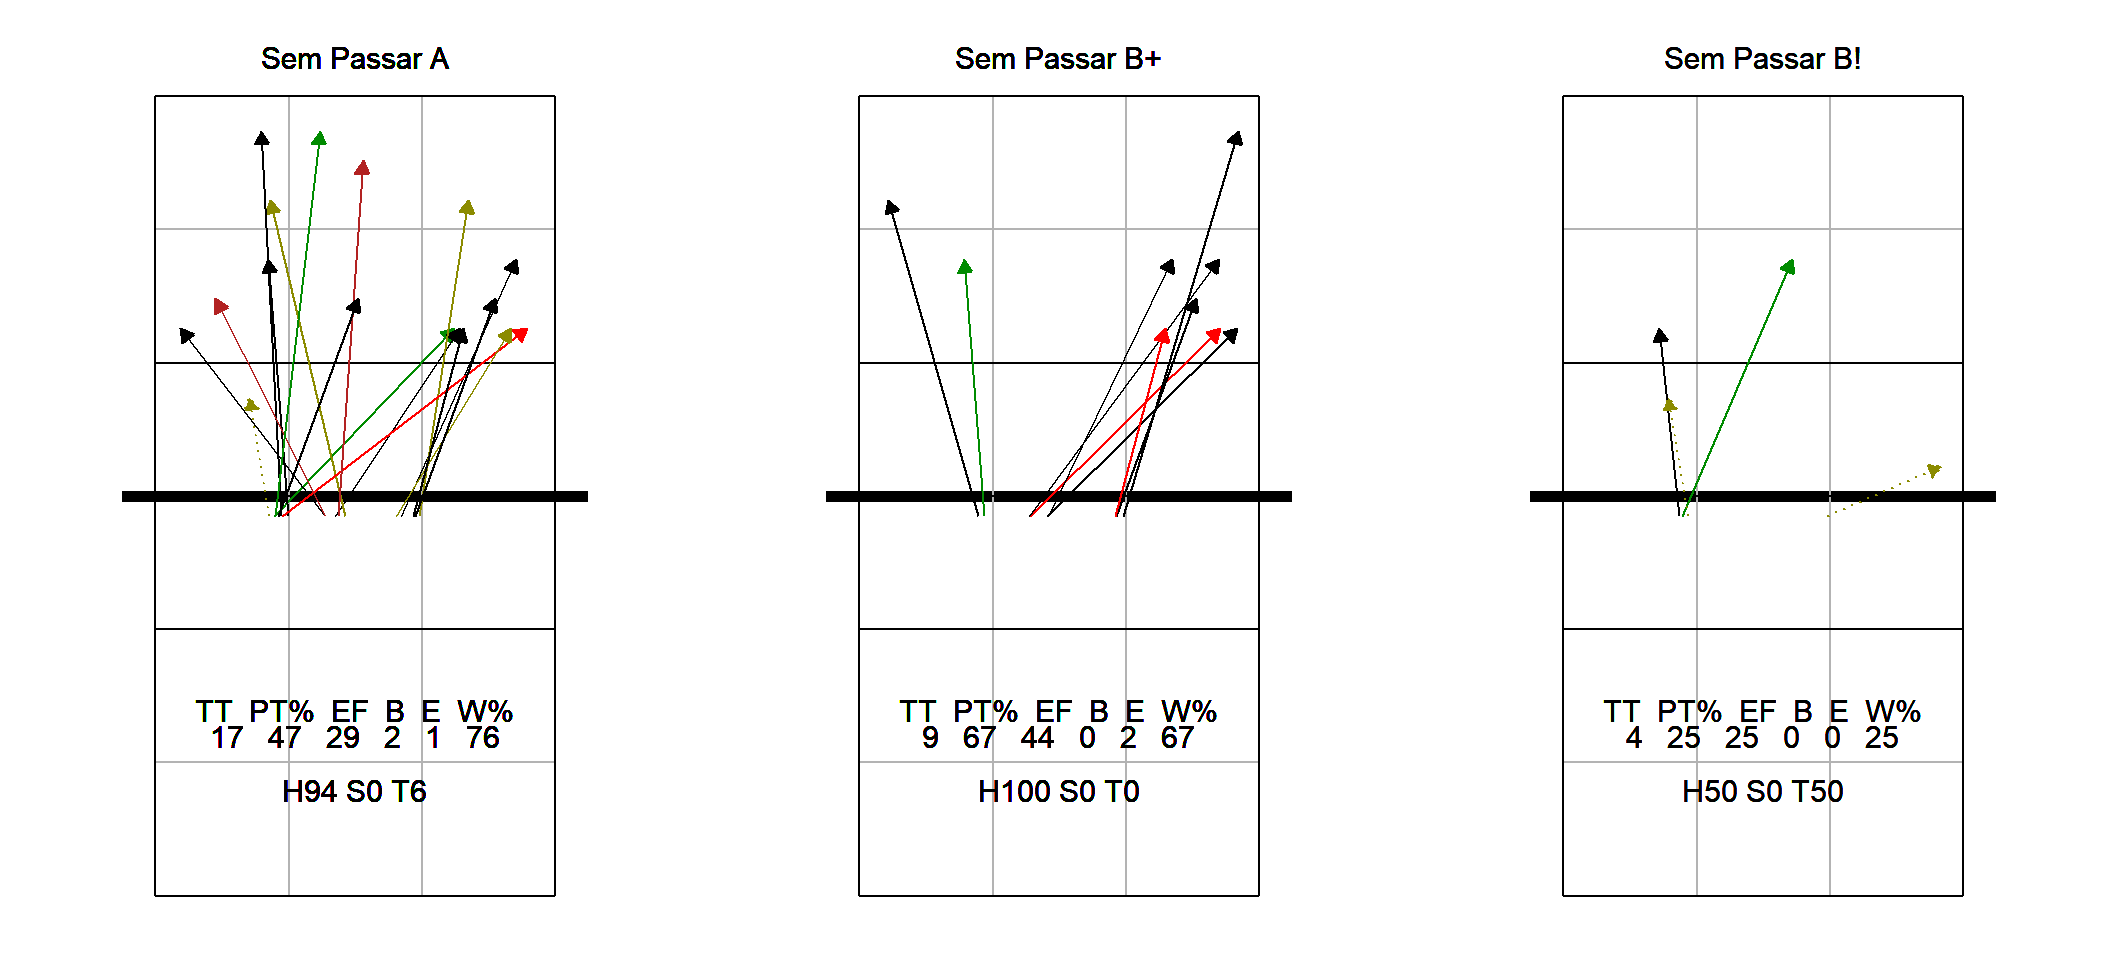 Sem Passar A
TT PT% EF B E W%
17 47 29 2 1 76
H94 S0 T6
Sem Passar B+
TT PT% EF B E W%
9 67 44 0 2 67
H100 S0 T0
Sem Passar B!
TT PT% EF B E W%
4 25 25 0 0 25
H50 S0 T50